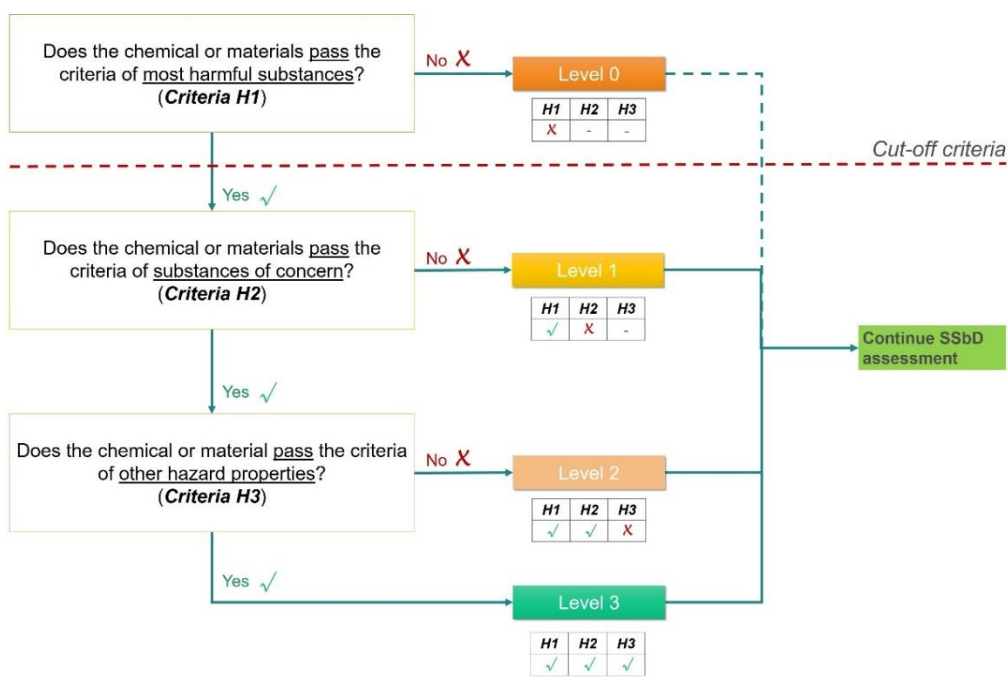 Does the chemical or materials pass the
criteria of most harmful substances?
(Criteria H1)
No X
Level 0
H1 H2 H3
X - -
Cut-off criteria
Yes √
Does the chemical or materials pass the
criteria of substances of concern?
(Criteria H2)
No X
Level 1
H1 H2 H3
√ X -
Continue SSbD
assessment
Yes √
Does the chemical or material pass the criteria
of other hazard properties?
(Criteria H3)
No X
Level 2
H1 H2 H3
√ √ X
Yes √
Level 3
H1 H2 H3
√ √ √